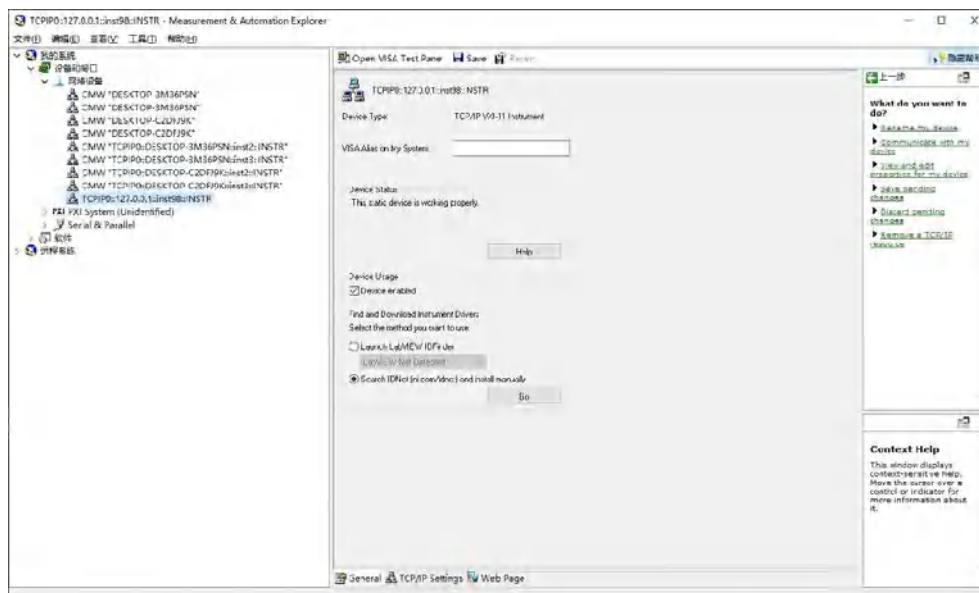 TCPIP0::127.0.0.1::inst98::INSTR - Measurement & Automation Explorer
文件(F) 编辑(E) 查看(V) 工具(T) 帮助(H)
我的系统
设备和接口
网络设备
CMW "DESKTOP-3M36PSN"
CMW "DESKTOP-3M36PSN"
CMW "DESKTOP-C2DFJ9K"
CMW "DESKTOP-C2DFJ9K"
CMW "TCPIP0::DESKTOP-3M36PSN::inst2::INSTR"
CMW "TCPIP0::DESKTOP-3M36PSN::inst3::INSTR"
CMW "TCPIP0::DESKTOP-C2DFJ9K::inst2::INSTR"
CMW "TCPIP0::DESKTOP-C2DFJ9K::inst3::INSTR"
TCPIP0::127.0.0.1::inst98::INSTR
PXI PXI System (Unidentified)
Serial & Parallel
软件
远程系统
Open VISA Test Panel Save Revert
TCPIP0::127.0.0.1::inst98::INSTR
Device Type: TCP/IP VXI-11 Instrument
VISA Alias on My System:
Device Status
This static device is working properly.
Help
Device Usage
Device enabled
Find and Download Instrument Drivers
Select the method you want to use:
Launch LabVIEW IDFinder
LabVIEW Not Detected
Search IDNet (ni.com/idnet) and install manually
Go
General TCP/IP Settings Web Page
隐藏帮助
上一步
What do you want to
do?
Rename my device
Communicate with my
device
View and edit
properties for my device
Save pending
changes
Discard pending
changes
Remove a TCP/IP
resource
Context Help
This window displays
context-sensitive help.
Move the cursor over a
control or indicator for
more information about
it.